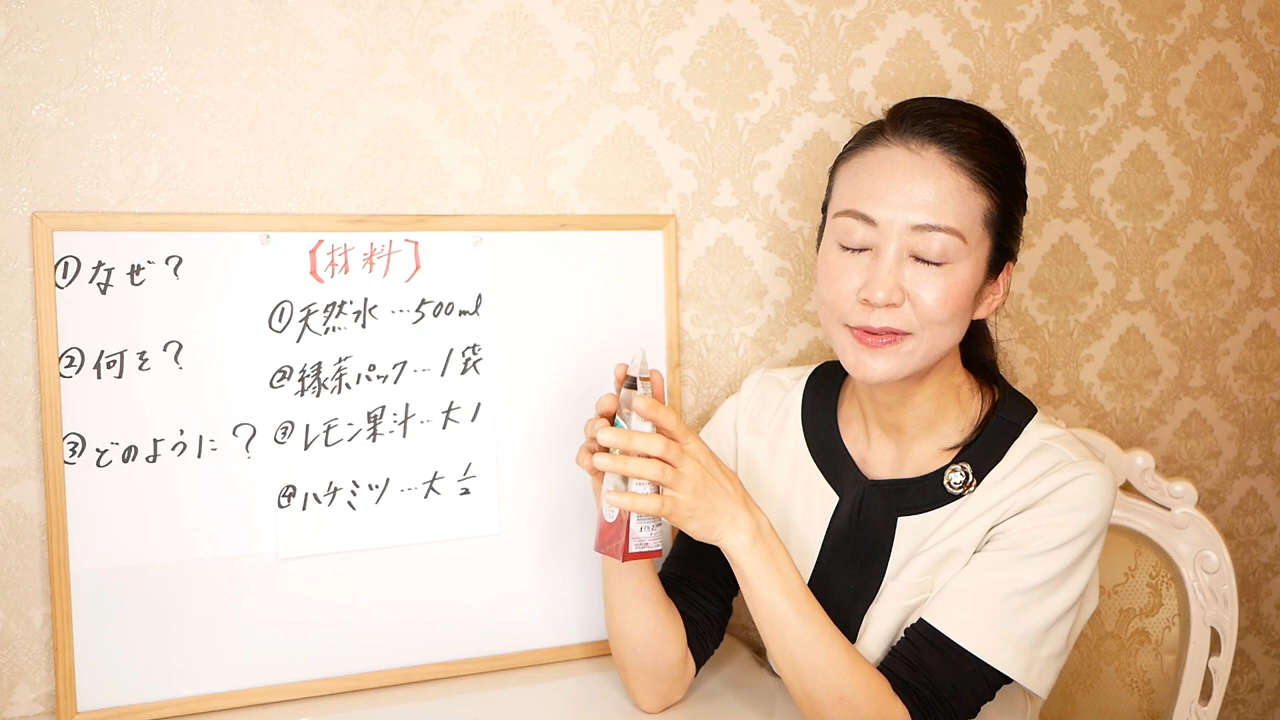 ①なぜ?
②何を?
③どのように?
【材料】
①天然水…500ml
②緑茶パック…1袋
③レモン果汁…大1
④ハチミツ…大1/2